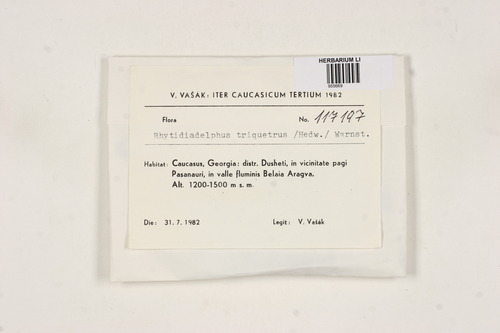 HERBARIUM LI
V. VAŠAK: ITER CAUCASICUM TERTIUM 1982
Flora No. 117197
Rhytidiadelphus triquetrus /Hedw./ Warnst.
Habitat: Caucasus, Georgia: distr. Dusheti, in vicinitate pagi
Pasanauri, in valle fluminis Belaia Aragva.
Alt. 1200-1500 m s. m.
Die: 31. 7. 1982 Legit: V. Vašák